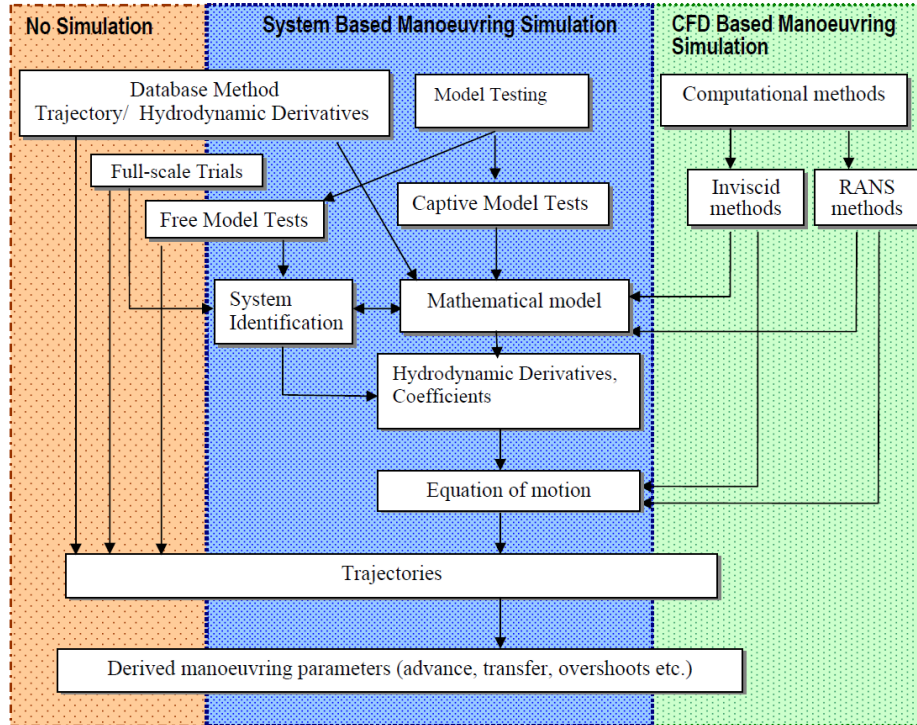 No Simulation
System Based Manoeuvring Simulation
CFD Based Manoeuvring
Simulation
Database Method
Trajectory/ Hydrodynamic Derivatives
Model Testing
Computational methods
Full-scale Trials
Free Model Tests
Captive Model Tests
Inviscid
methods
RANS
methods
System
Identification
Mathematical model
Hydrodynamic Derivatives,
Coefficients
Equation of motion
Trajectories
Derived manoeuvring parameters (advance, transfer, overshoots etc.)